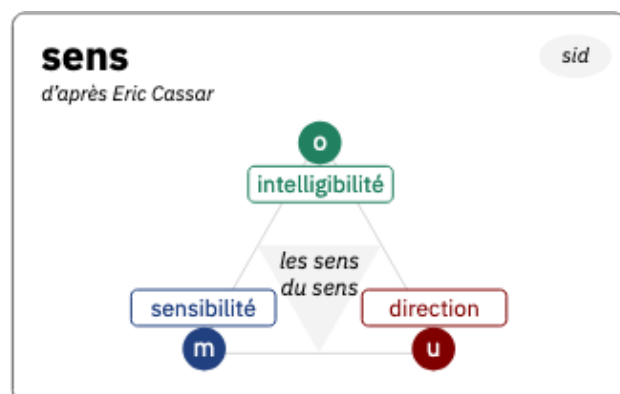 sens
sid
d'après Eric Cassar
o
intelligibilité
les sens
du sens
sensibilité
direction
m
u